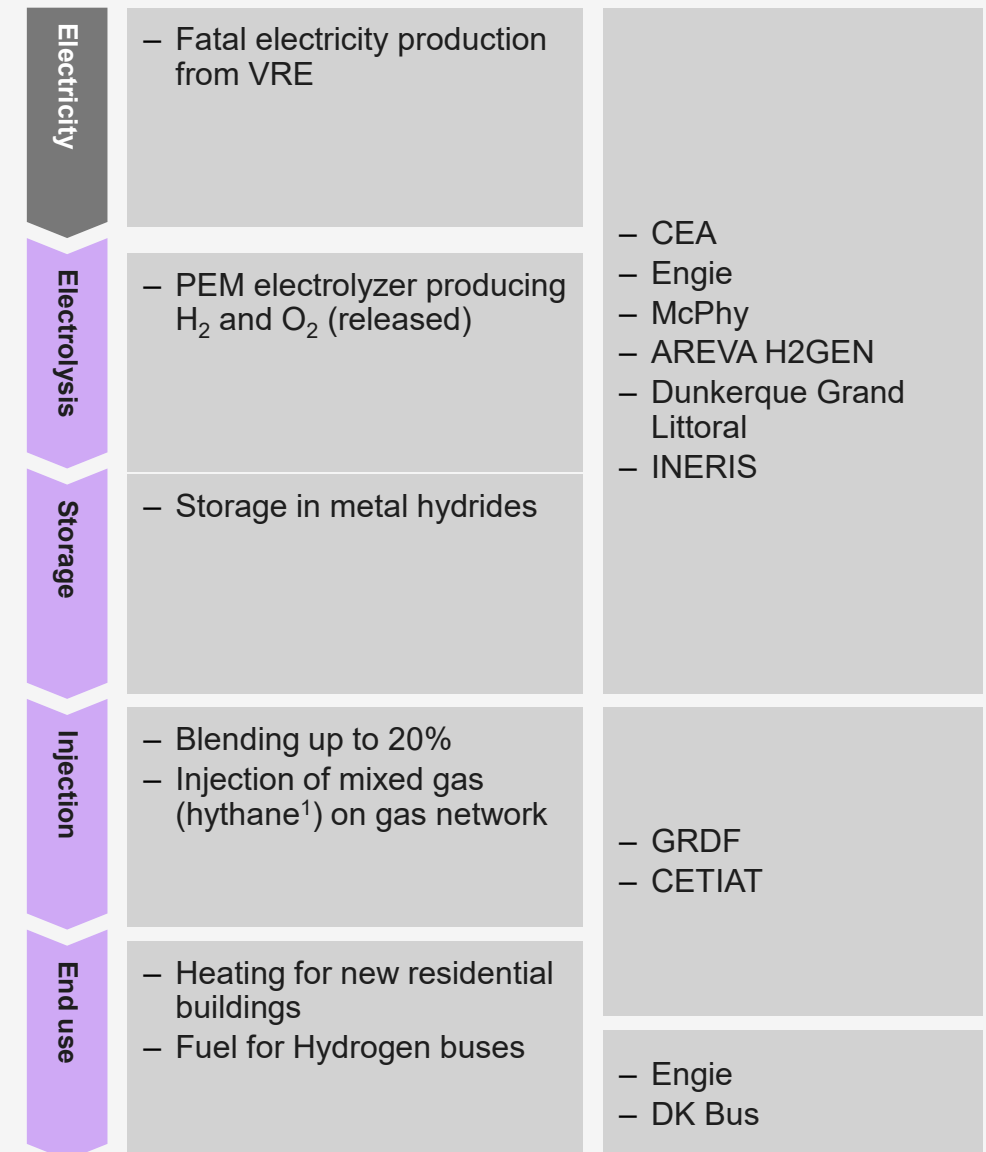 Electricity
– Fatal electricity production
from VRE
Electrolysis
– PEM electrolyzer producing
H₂ and O₂ (released)
Storage
– Storage in metal hydrides
– CEA
– Engie
– McPhy
– AREVA H2GEN
– Dunkerque Grand
Littoral
– INERIS
Injection
– Blending up to 20%
– Injection of mixed gas
(hythane¹) on gas network
– GRDF
– CETIAT
End use
– Heating for new residential
buildings
– Fuel for Hydrogen buses
– Engie
– DK Bus